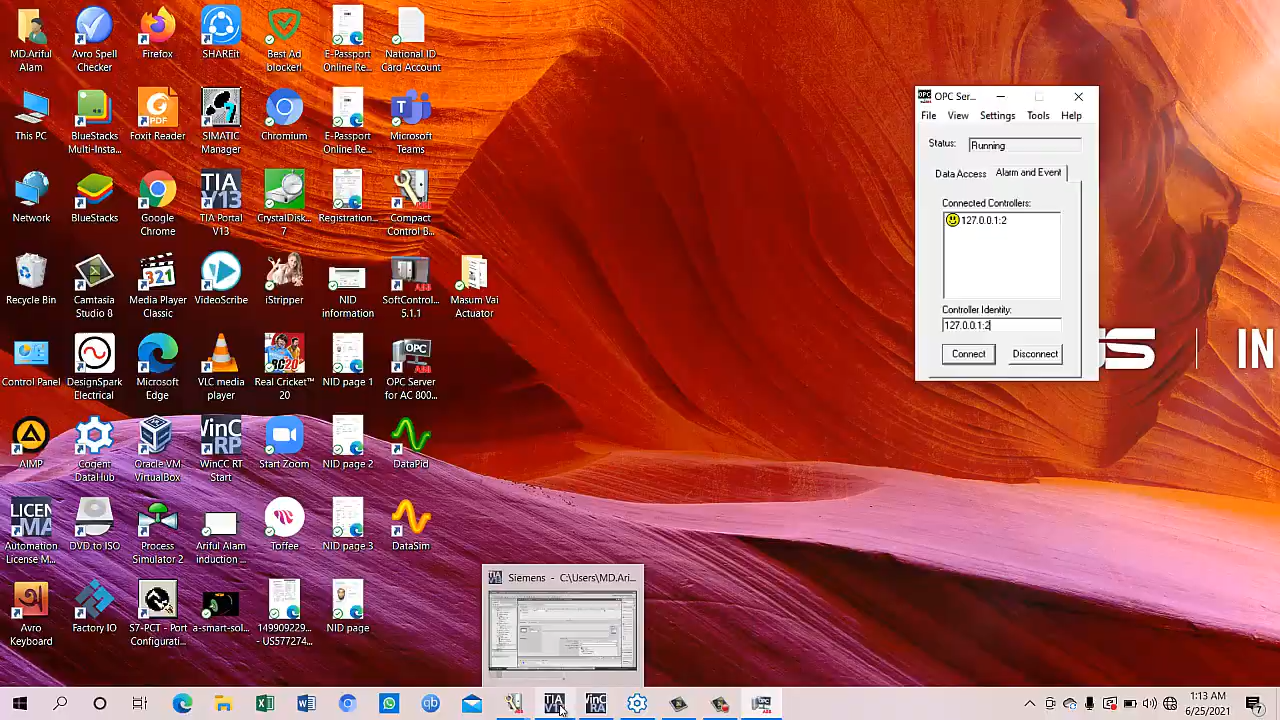 MD.Ariful
Alam
Avro Spell
Checker
Firefox
SHAREit
Best Ad
blocker!
E-Passport
Online Re...
National ID
Card Account
This PC
BlueStacks
Multi-Insta...
Foxit Reader
SIMATIC
Manager
Chromium
E-Passport
Online Re...
Microsoft
Teams
Network
BlueStacks
Google
Chrome
TIA Portal
V13
CrystalDisk...
7
Registration...
Compact
Control B...
Recycle Bin
Camtasia
Studio 8
Media Player
Classic
VideoScribe
iStripper
NID
information
SoftControl...
5.1.1
Masum Vai
Actuator
Control Panel
DesignSpark
Electrical
Microsoft
Edge
VLC media
player
Real Cricket™
20
NID page 1
OPC Server
for AC 800...
AIMP
Cogent
DataHub
Oracle VM
VirtualBox
WinCC RT
Start
Start Zoom
NID page 2
DataPid
Automation
License M...
DVD to ISO
Process
Simulator 2
Ariful Alam
induction ...
Toffee
NID page 3
DataSim
Avro
Keyboard
Factory IO
S7-PCT - Port
Configurati...
a-smart-scl...
149909229...
- US577274...
NID page
OPC Ser...
File View Settings Tools Help
Status: Running
Data Access Alarm and Event
Connected Controllers:
127.0.0.1:2
Controller Identity:
127.0.0.1:2
Connect Disconnect
Siemens - C:\Users\MD.Ari...
1:13 AM
6/25/2021
7